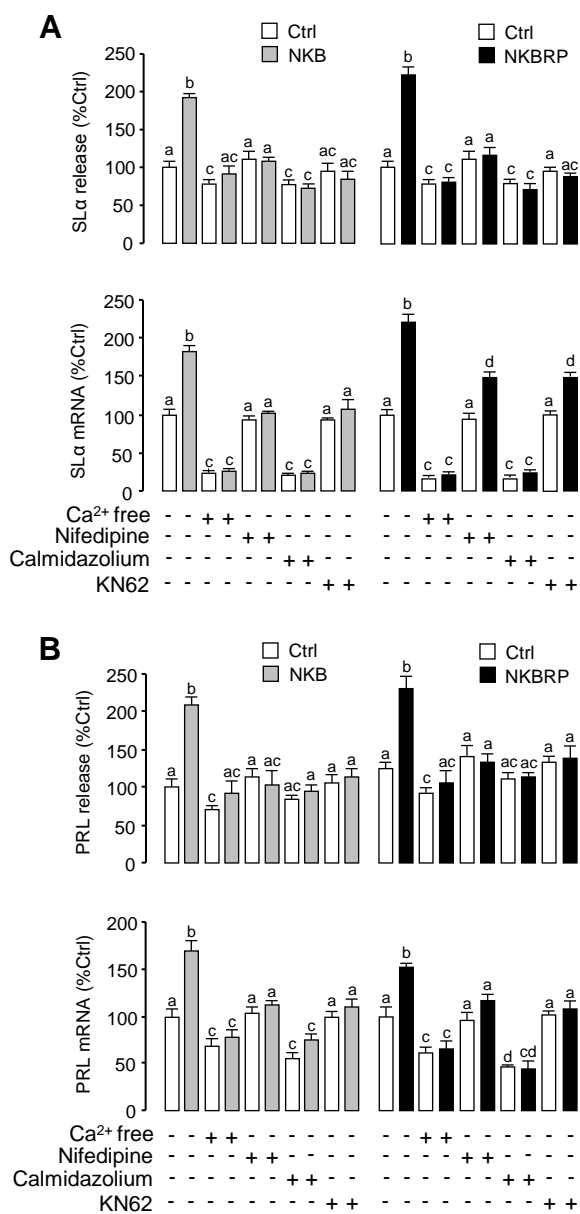 A
Ctrl Ctrl
NKB NKBRP
SLα release (%Ctrl)
250
200
150
100
50
0
a b c ac a a c c ac ac
a b c c a a c c a ac
SLα mRNA (%Ctrl)
250
200
150
100
50
0
a b c c a a c c a a
a b c c a d c c a d
- - - - - - - - - -   - - - - - - - - - -
Ca²⁺ free - - + + - - - - - -   - - + + - - - - - -
Nifedipine - - - - + + - - - -   - - - - + + - - - -
Calmidazolium - - - - - - + + - -   - - - - - - + + - -
KN62 - - - - - - - - + +   - - - - - - - - + +
B
Ctrl Ctrl
NKB NKBRP
PRL release (%Ctrl)
250
200
150
100
50
0
a b c ac a a ac ac a a
a b c ac a a ac ac a a
PRL mRNA (%Ctrl)
200
150
100
50
0
a b c c a a c c a a
a b c c a a d cd a a
Ca²⁺ free - - + + - - - - - -   - - + + - - - - - -
Nifedipine - - - - + + - - - -   - - - - + + - - - -
Calmidazolium - - - - - - + + - -   - - - - - - + + - -
KN62 - - - - - - - - + +   - - - - - - - - + +